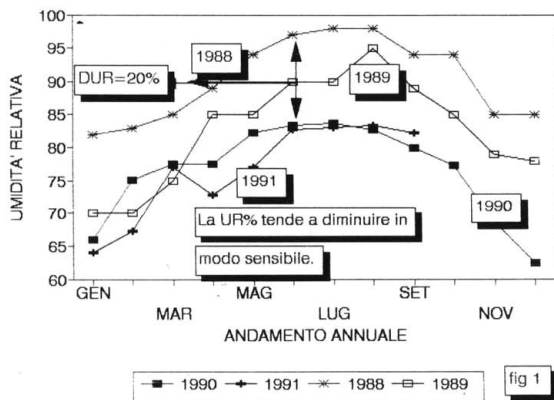 100
95
90
85
80
75
70
65
60
UMIDITA' RELATIVA
1988
DUR=20%
1989
1991
La UR% tende a diminuire in
modo sensibile.
1990
GEN MAG SET
MAR LUG NOV
ANDAMENTO ANNUALE
1990 1991 1988 1989
fig 1